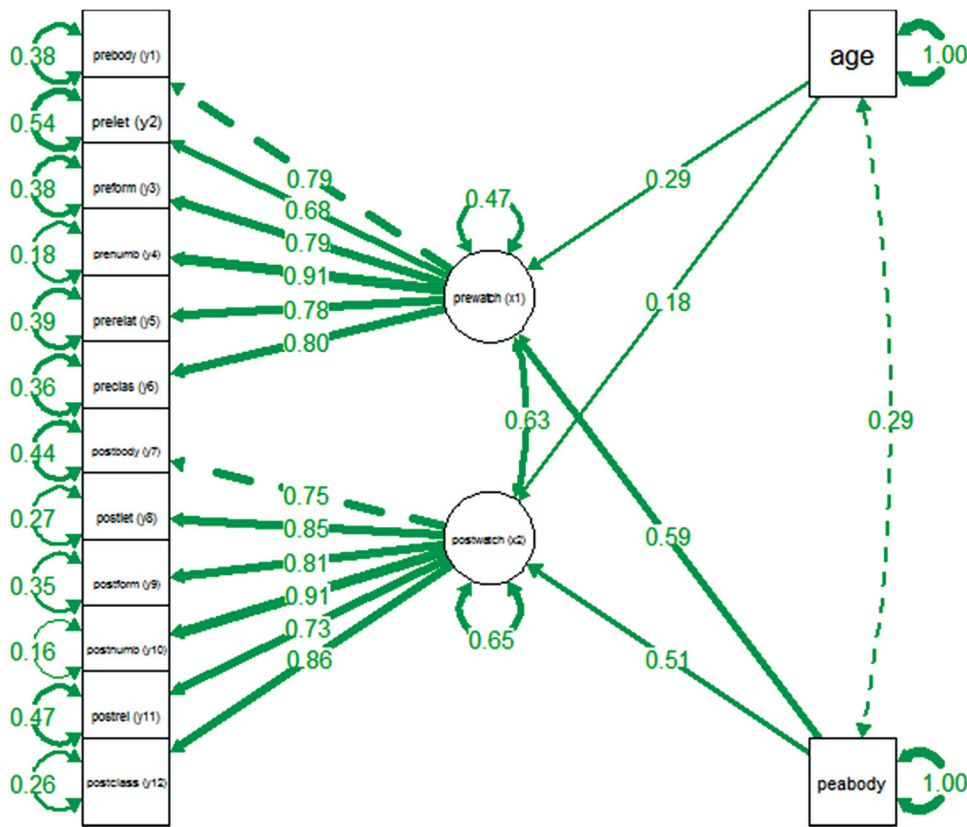 prebody (y1)
0.38
prelet (y2)
0.54
preform (y3)
0.38
prenumb (y4)
0.18
prerelat (y5)
0.39
preclas (y6)
0.36
postbody (y7)
0.44
postlet (y8)
0.27
postform (y9)
0.35
postnumb (y10)
0.16
postrel (y11)
0.47
postclass (y12)
0.26
0.79
0.68
0.79
0.91
0.78
0.80
0.75
0.85
0.81
0.91
0.73
0.86
0.47
prewatch (x1)
0.63
postwatch (x2)
0.65
0.29
0.18
0.59
0.51
age
1.00
0.29
peabody
1.00